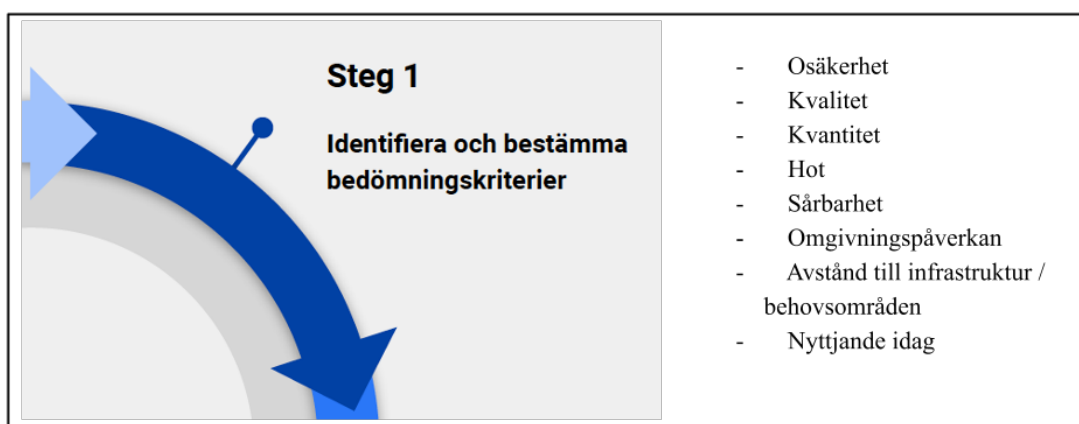 Steg 1
Identifiera och bestämma
bedömningskriterier
- Osäkerhet
- Kvalitet
- Kvantitet
- Hot
- Sårbarhet
- Omgivningspåverkan
- Avstånd till infrastruktur /
behovsområden
- Nyttjande idag